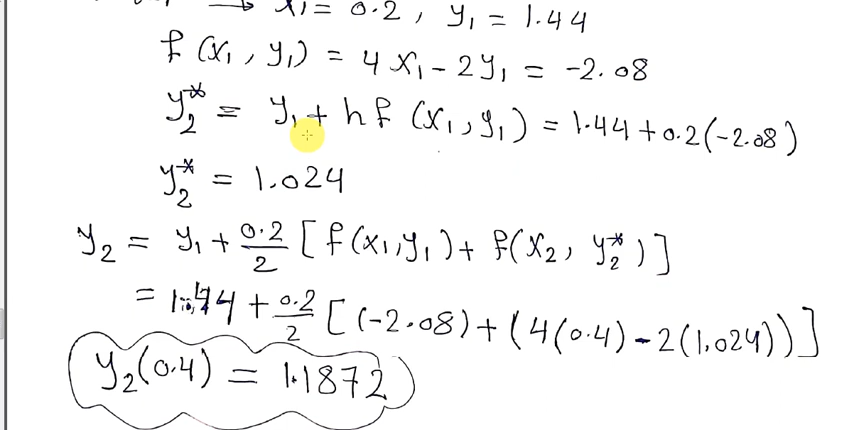 → x₁ = 0.2, y₁ = 1.44
f(x₁, y₁) = 4x₁ - 2y₁ = -2.08
y₂* = y₁ + hf(x₁, y₁) = 1.44 + 0.2(-2.08)
y₂* = 1.024
y₂ = y₁ + 0.2/2 [f(x₁, y₁) + f(x₂, y₂*)]
= 1.44 + 0.2/2 [(-2.08) + (4(0.4) - 2(1.024))]
y₂(0.4) = 1.1872